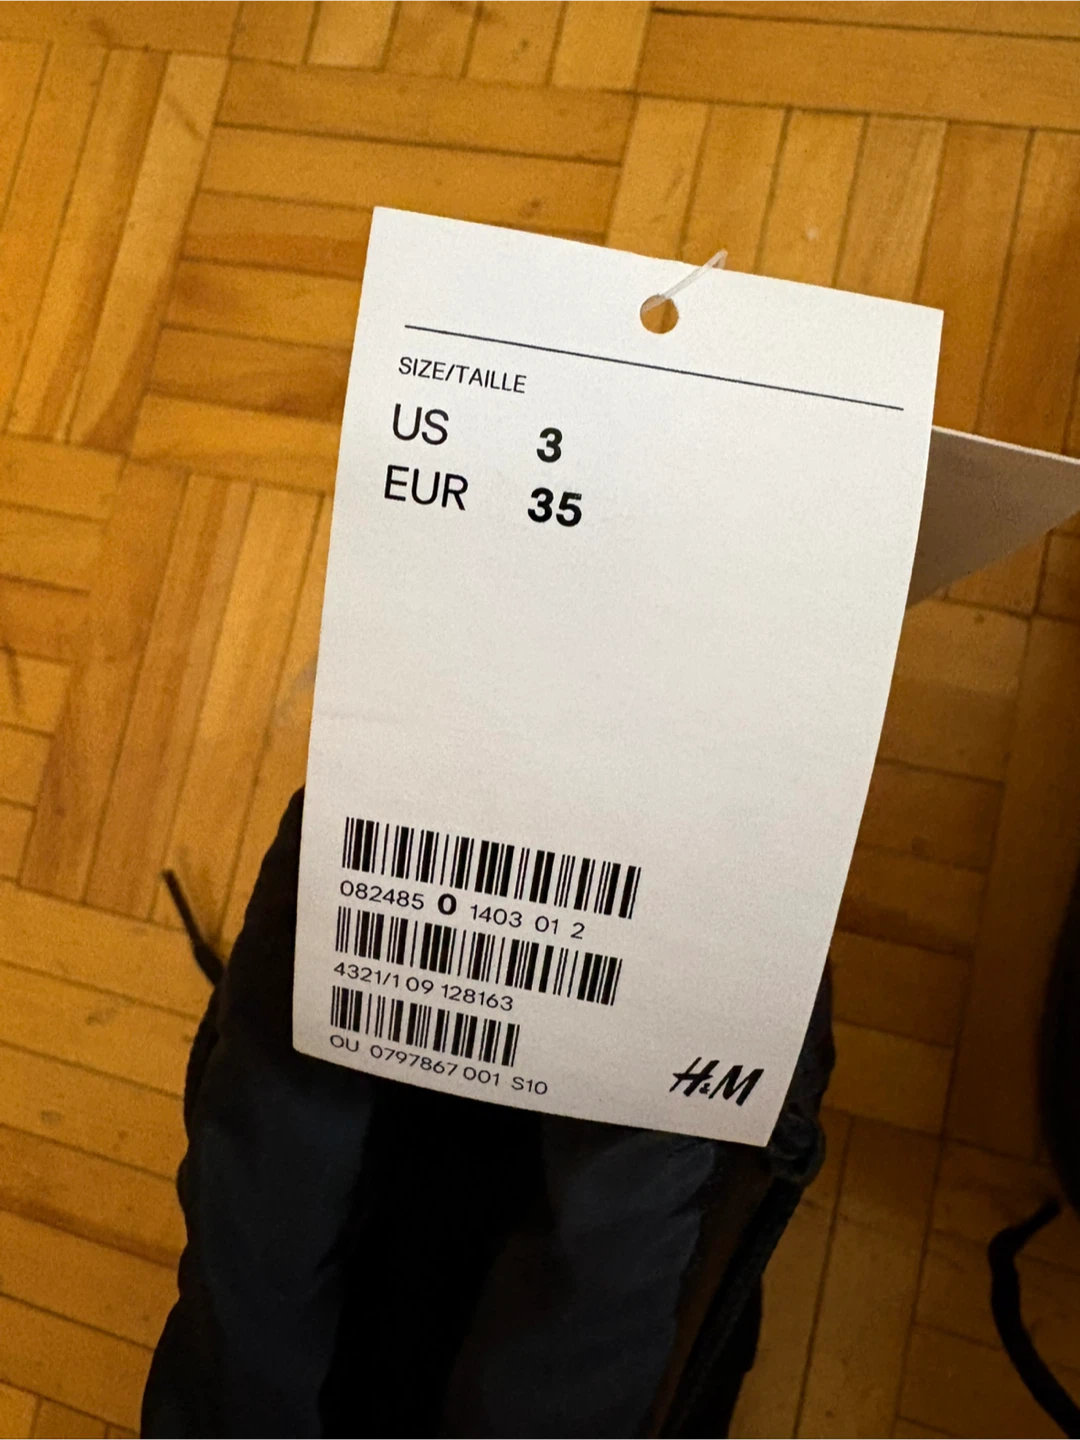 SIZE/TAILLE
US 3
EUR 35
082485 0 1403 01 2
4321/1 09 128163
OU 0797867 001 S10
H&M